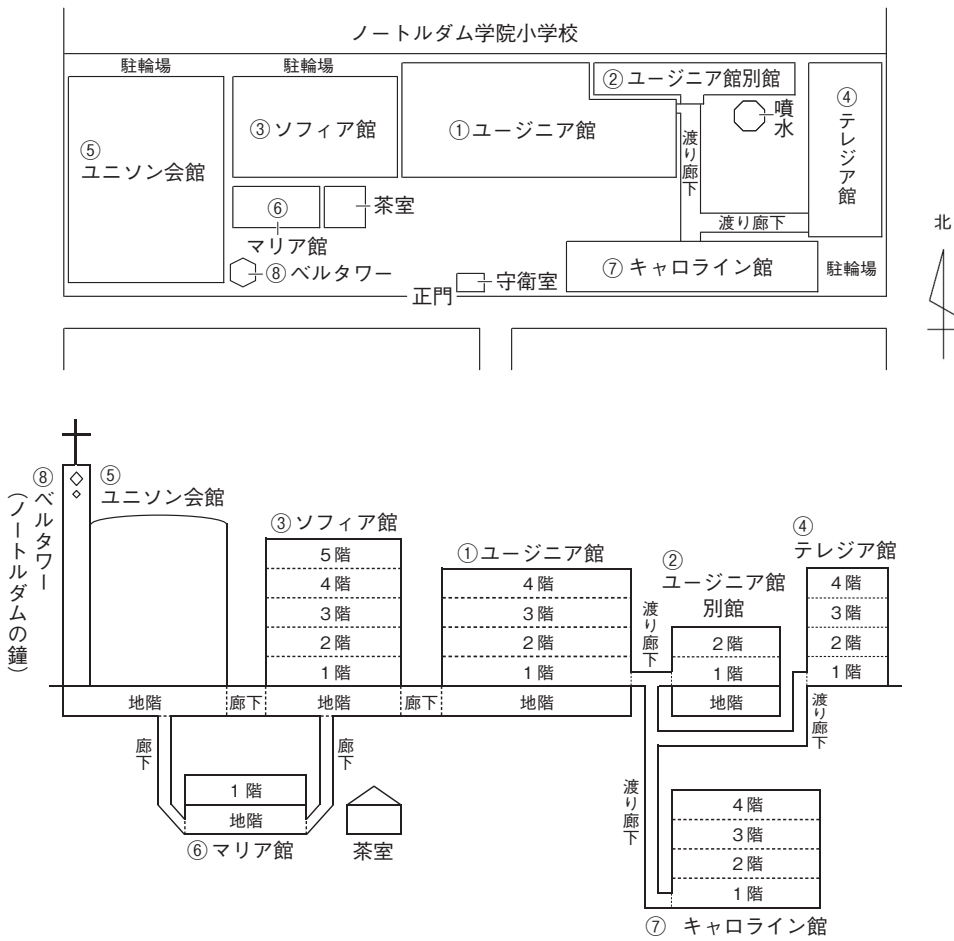 ノートルダム学院小学校
駐輪場
駐輪場
②ユージニア館別館
④テレジア館
噴水
③ソフィア館
①ユージニア館
⑤
ユニソン会館
渡り廊下
⑥
マリア館
茶室
渡り廊下
北
⑧ベルタワー
⑦キャロライン館
駐輪場
守衛室
正門
⑧ベルタワー
(ノートルダムの鐘)
⑤
ユニソン会館
③ソフィア館
5階
4階
3階
2階
1階
①ユージニア館
4階
3階
2階
1階
渡り廊下
②
ユージニア館
別館
2階
1階
④
テレジア館
4階
3階
2階
1階
地階
廊下
地階
廊下
地階
地階
渡り廊下
廊下
廊下
1階
地階
⑥マリア館
茶室
渡り廊下
4階
3階
2階
1階
⑦ キャロライン館